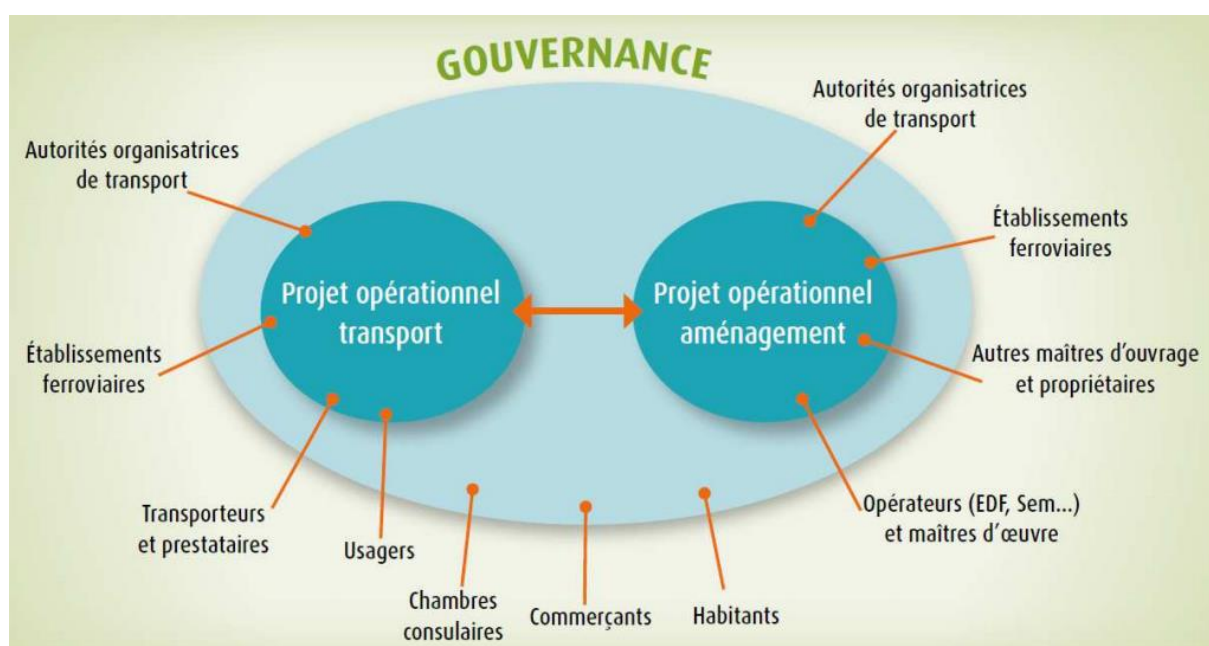 GOUVERNANCE
Autorités organisatrices
de transport
Autorités organisatrices
de transport
Établissements
ferroviaires
Projet opérationnel
transport
Projet opérationnel
aménagement
Établissements
ferroviaires
Autres maîtres d'ouvrage
et propriétaires
Transporteurs
et prestataires
Usagers
Chambres
consulaires
Commerçants
Habitants
Opérateurs (EDF, Sem...)
et maîtres d'œuvre